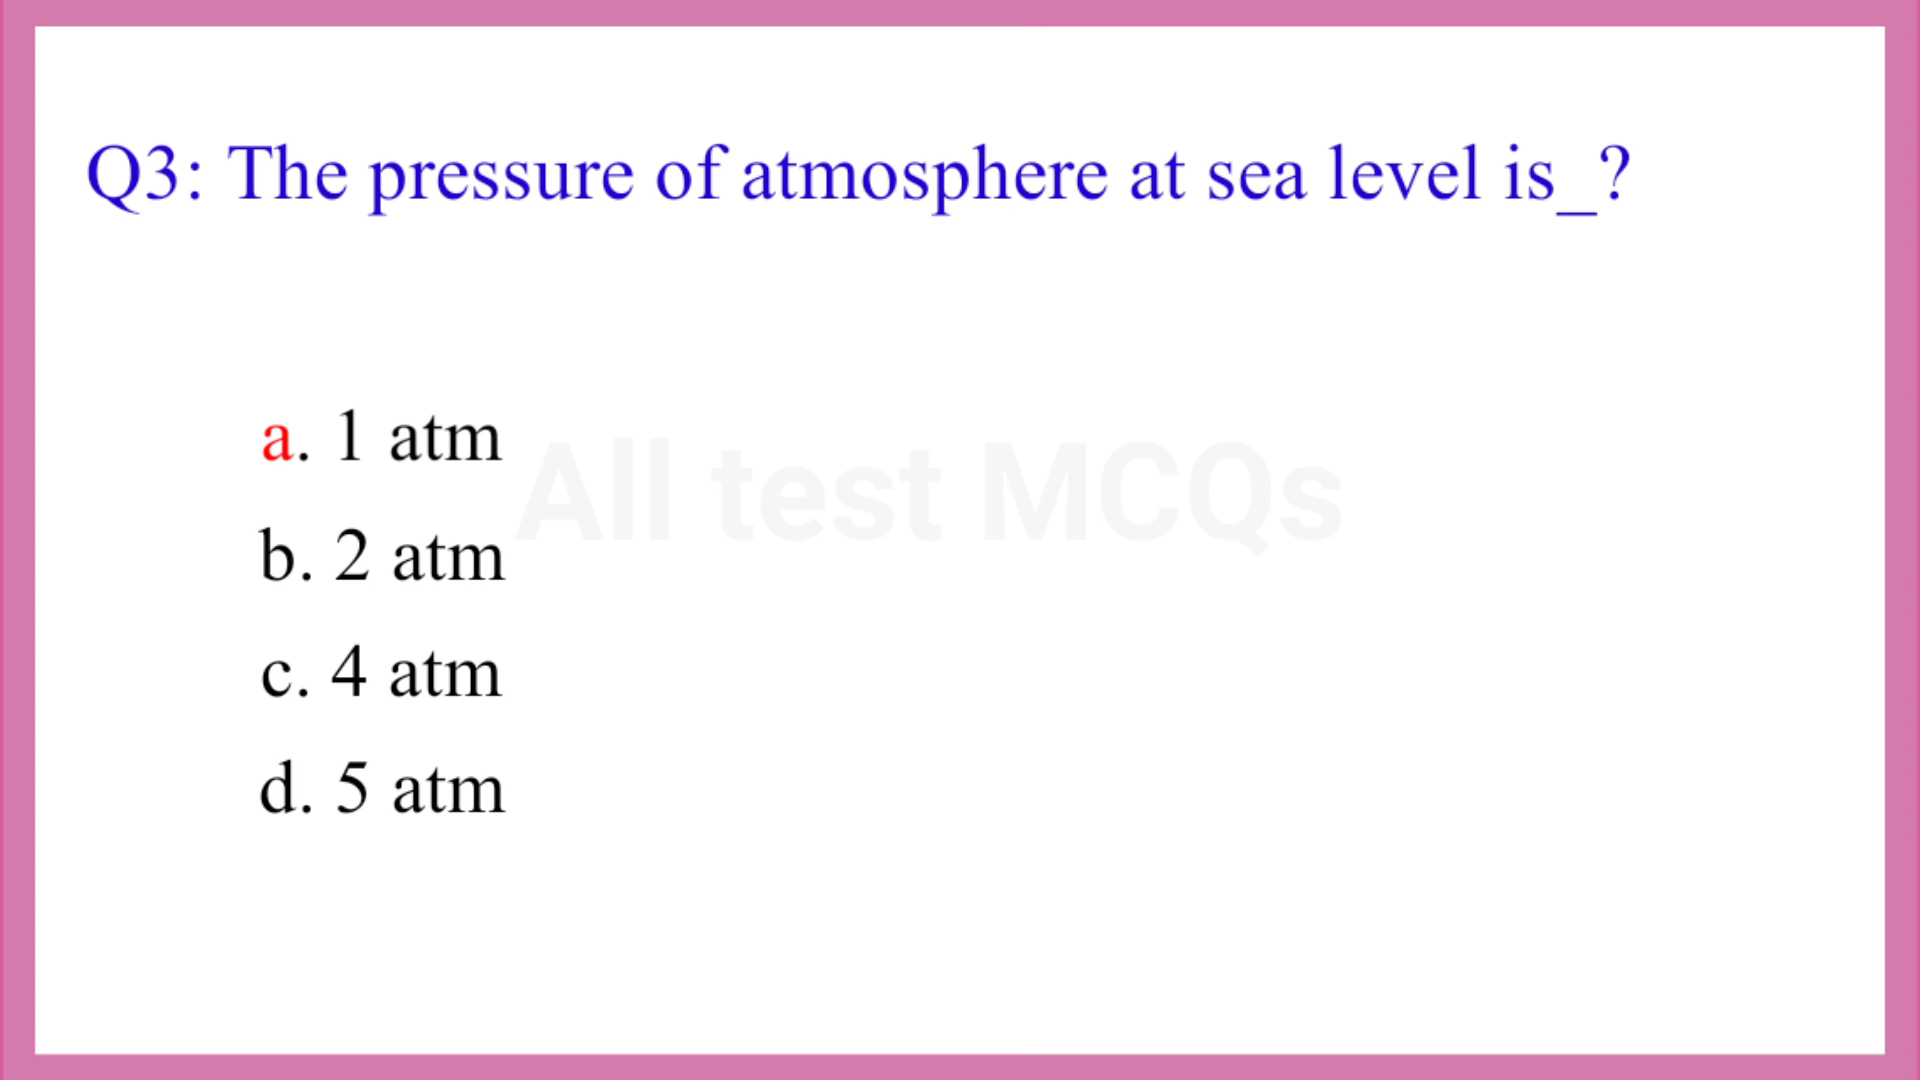 Q3: The pressure of atmosphere at sea level is_?
a. 1 atm
All test MCQs
b. 2 atm
c. 4 atm
d. 5 atm